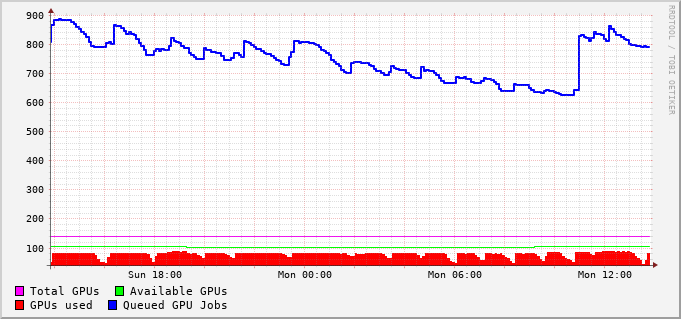 900
800
700
600
500
400
300
200
100
Sun 18:00 Mon 00:00 Mon 06:00 Mon 12:00
Total GPUs Available GPUs
GPUs used Queued GPU Jobs
RRDTOOL / TOBI OETIKER